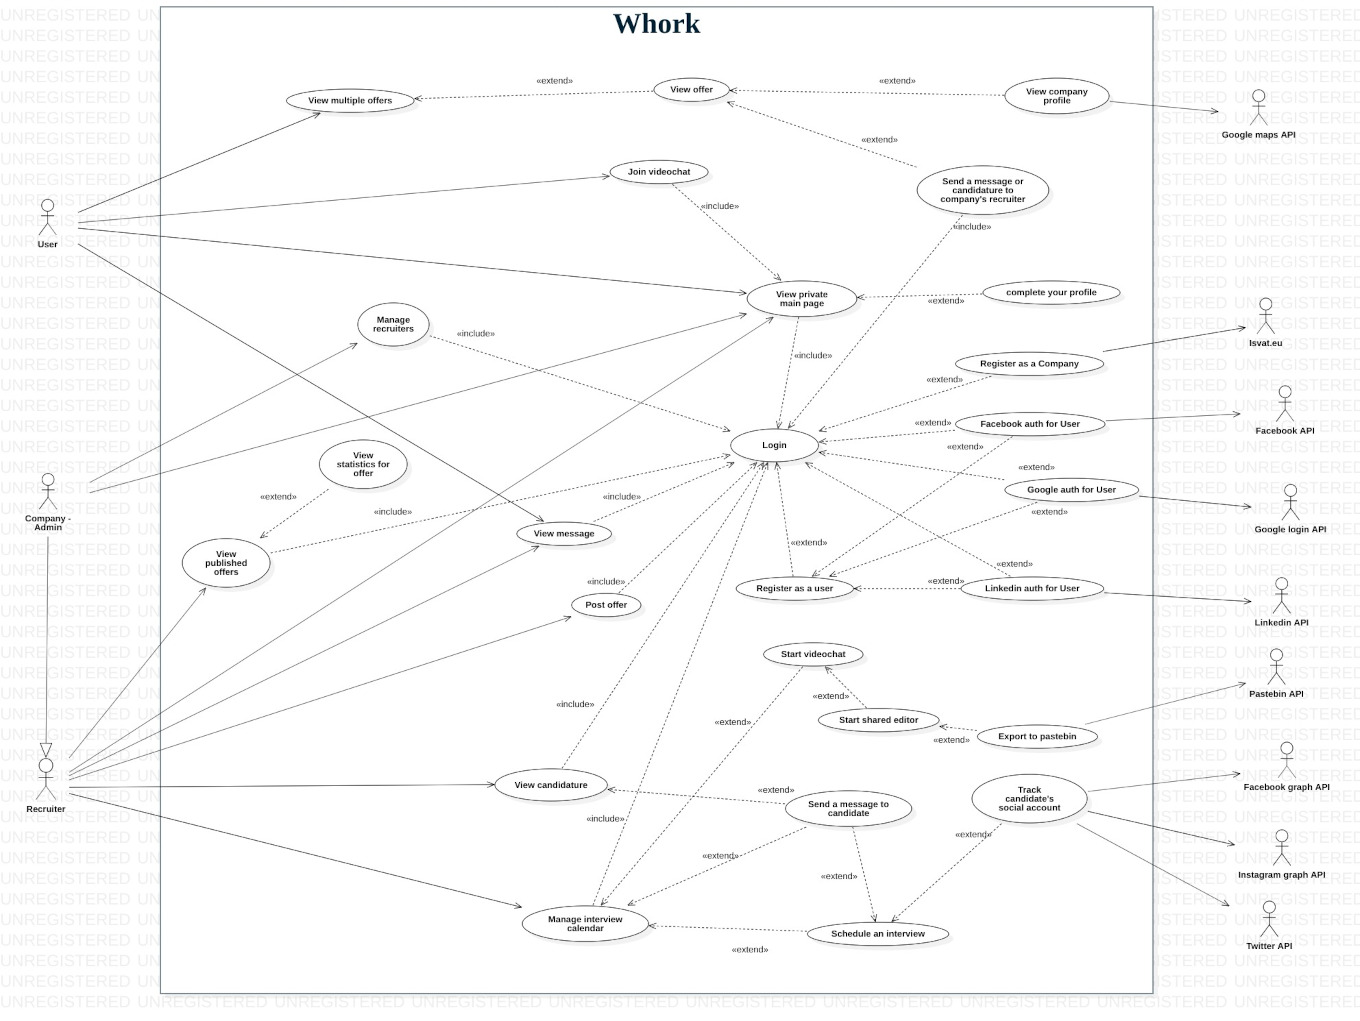 Whork
«extend»
«extend»
View multiple offers
View offer
View company
profile
Google maps API
«extend»
Join videochat
Send a message or
candidature to
company's recruiter
«include»
«include»
User
View private
main page
complete your profile
«extend»
Manage
recruiters
«include»
«include»
Isvat.eu
Register as a Company
«extend»
Facebook auth for User
«extend»
Facebook API
Login
«extend»
View
statistics for
offer
«extend»
Google auth for User
«extend»
«include»
«include»
«extend»
Company -
Admin
Google login API
View message
View
published
offers
«extend»
«extend»
«include»
Register as a user
«extend»
Linkedin auth for User
Post offer
Linkedin API
Start videochat
«extend»
Pastebin API
«include»
«extend»
Start shared editor
Export to pastebin
«extend»
View candidature
«extend»
Facebook graph API
Recruiter
Send a message to
candidate
Track
candidate's
social account
«include»
«extend»
«extend»
«extend»
Instagram graph API
Manage interview
calendar
Schedule an interview
«extend»
Twitter API
UNREGISTERED